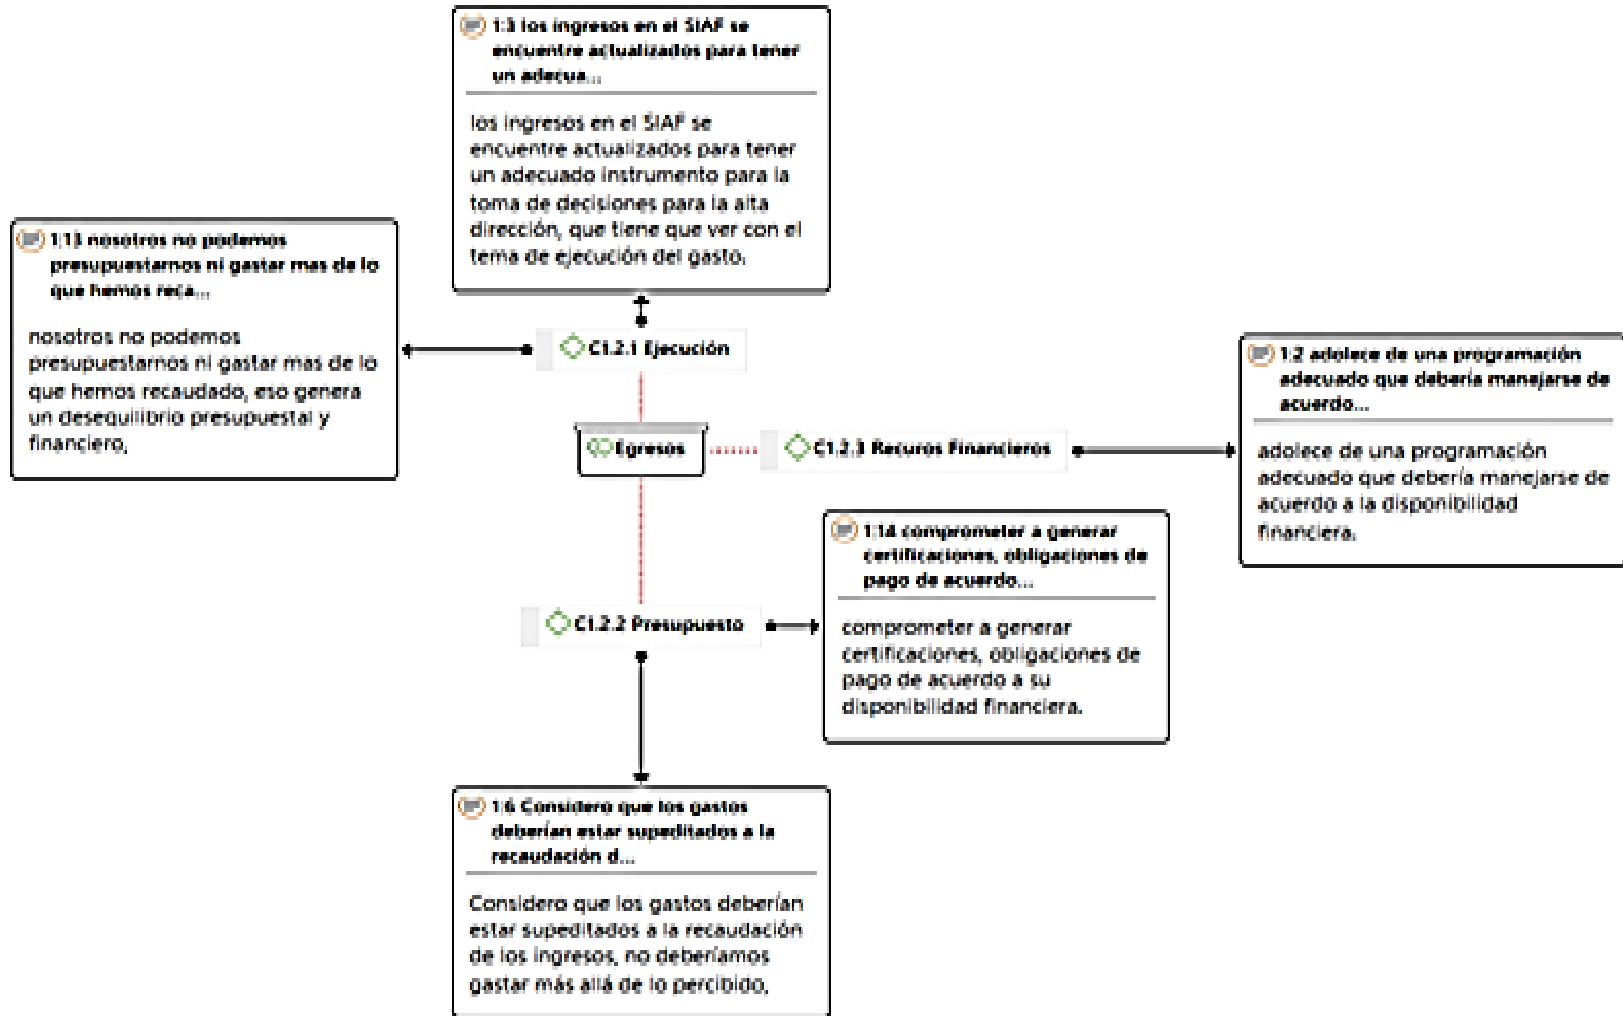 1:3 los ingresos en el SIAF se
encuentre actualizados para tener
un adecua...
los ingresos en el SIAF se
encuentre actualizados para tener
un adecuado instrumento para la
toma de decisiones para la alta
dirección, que tiene que ver con el
tema de ejecución del gasto.
1:13 nosotros no podemos
presupuestarnos ni gastar mas de lo
que hemos reca...
nosotros no podemos
presupuestarnos ni gastar mas de lo
que hemos recaudado, eso genera
un desequilibrio presupuestal y
financiero.
C1.2.1 Ejecución
Egresos
C1.2.3 Recuros Financieros
1:2 adolece de una programación
adecuado que debería manejarse de
acuerdo...
adolece de una programación
adecuado que debería manejarse de
acuerdo a la disponibilidad
financiera.
1:14 comprometer a generar
certificaciones, obligaciones de
pago de acuerdo...
comprometer a generar
certificaciones, obligaciones de
pago de acuerdo a su
disponibilidad financiera.
C1.2.2 Presupuesto
1:6 Considero que los gastos
deberían estar supeditados a la
recaudación d...
Considero que los gastos deberían
estar supeditados a la recaudación
de los ingresos, no deberíamos
gastar más allá de lo percibido,